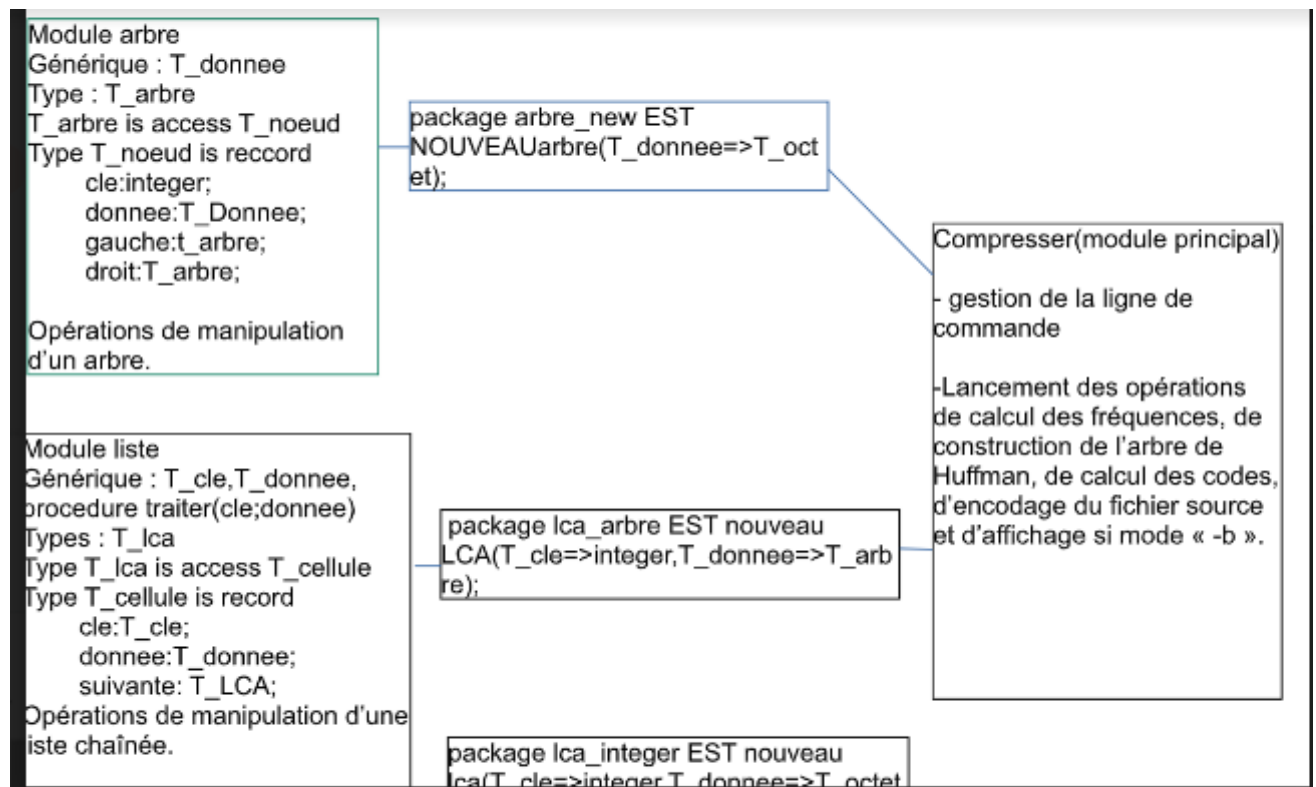 Module arbre
Générique : T_donnee
Type : T_arbre
T_arbre is access T_noeud
Type T_noeud is reccord
cle:integer;
donnee:T_Donnee;
gauche:t_arbre;
droit:T_arbre;
Opérations de manipulation
d'un arbre.
package arbre_new EST
NOUVEAUarbre(T_donnee=>T_oct
et);
Compresser(module principal)
- gestion de la ligne de
commande
-Lancement des opérations
de calcul des fréquences, de
construction de l'arbre de
Huffman, de calcul des codes,
d'encodage du fichier source
et d'affichage si mode « -b ».
Module liste
Générique : T_cle,T_donnee,
procedure traiter(cle;donnee)
Types : T_lca
Type T_lca is access T_cellule
Type T_cellule is record
cle:T_cle;
donnee:T_donnee;
suivante: T_LCA;
Opérations de manipulation d'une
liste chaînée.
package lca_arbre EST nouveau
LCA(T_cle=>integer,T_donnee=>T_arb
re);
package lca_integer EST nouveau
lca(T_cle=>integer,T_donnee=>T_octet